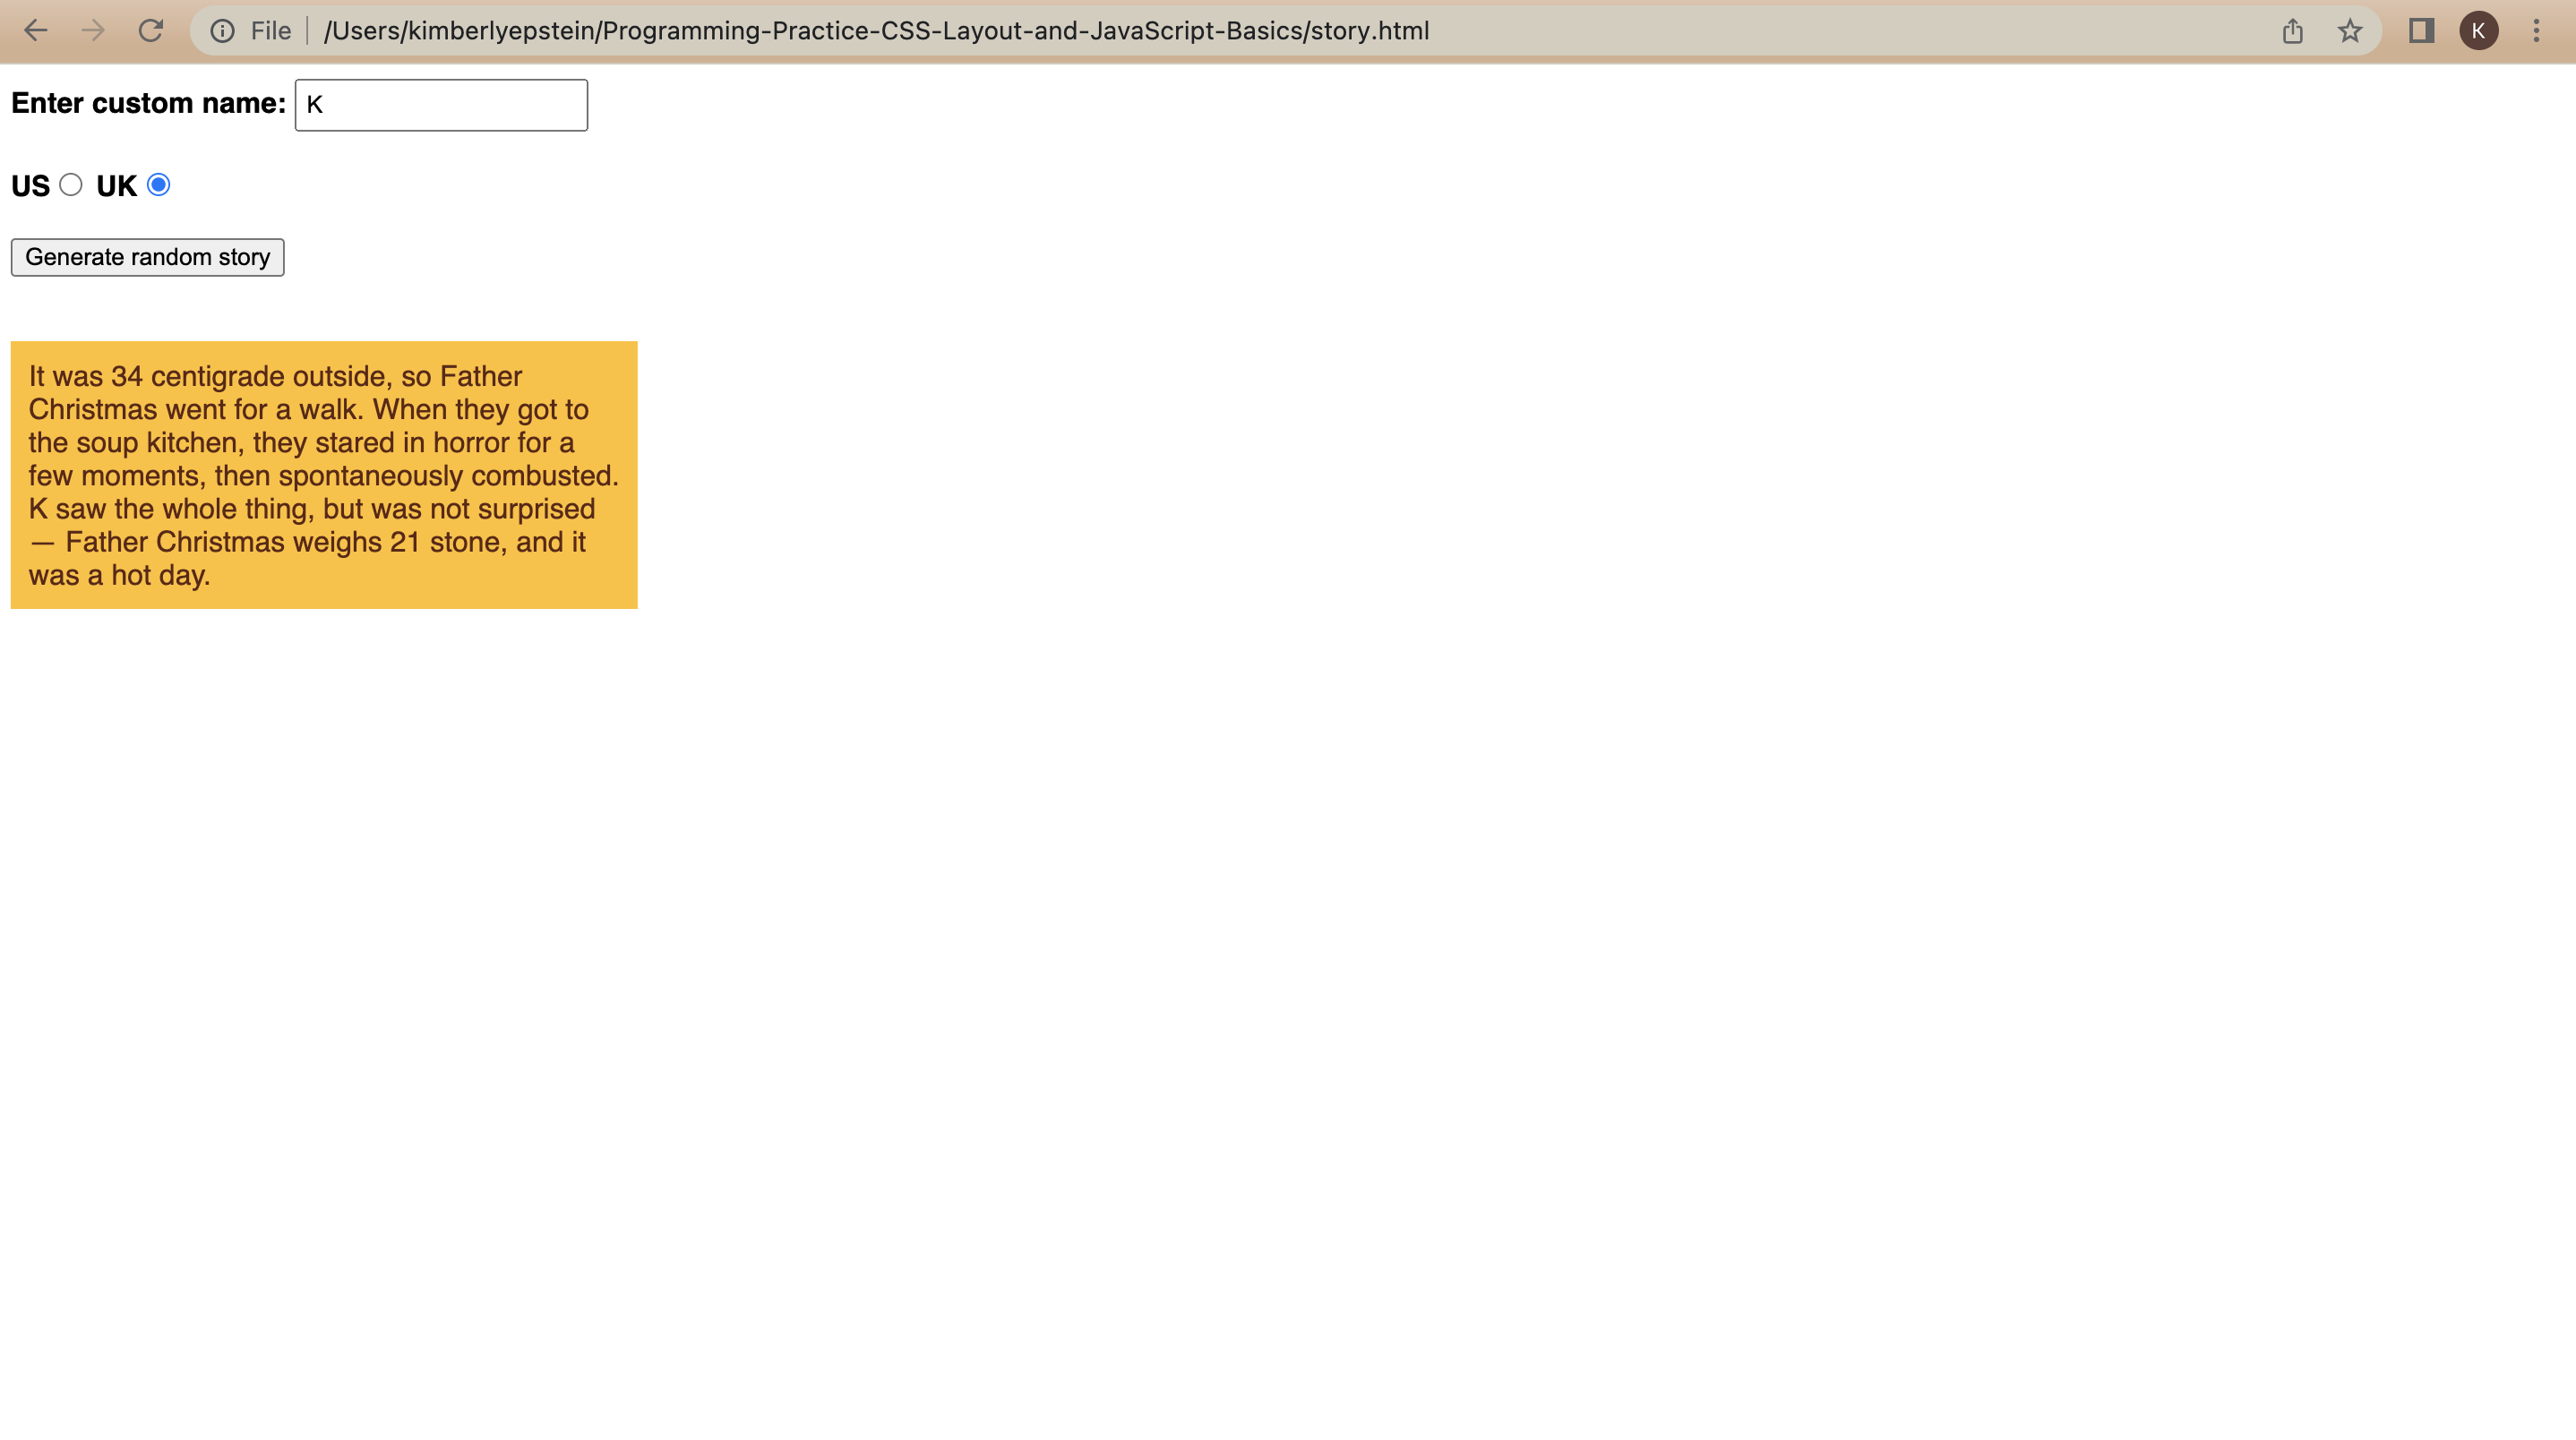 File | /Users/kimberlyepstein/Programming-Practice-CSS-Layout-and-JavaScript-Basics/story.html
K
Enter custom name: K
US UK
Generate random story
It was 34 centigrade outside, so Father
Christmas went for a walk. When they got to
the soup kitchen, they stared in horror for a
few moments, then spontaneously combusted.
K saw the whole thing, but was not surprised
— Father Christmas weighs 21 stone, and it
was a hot day.